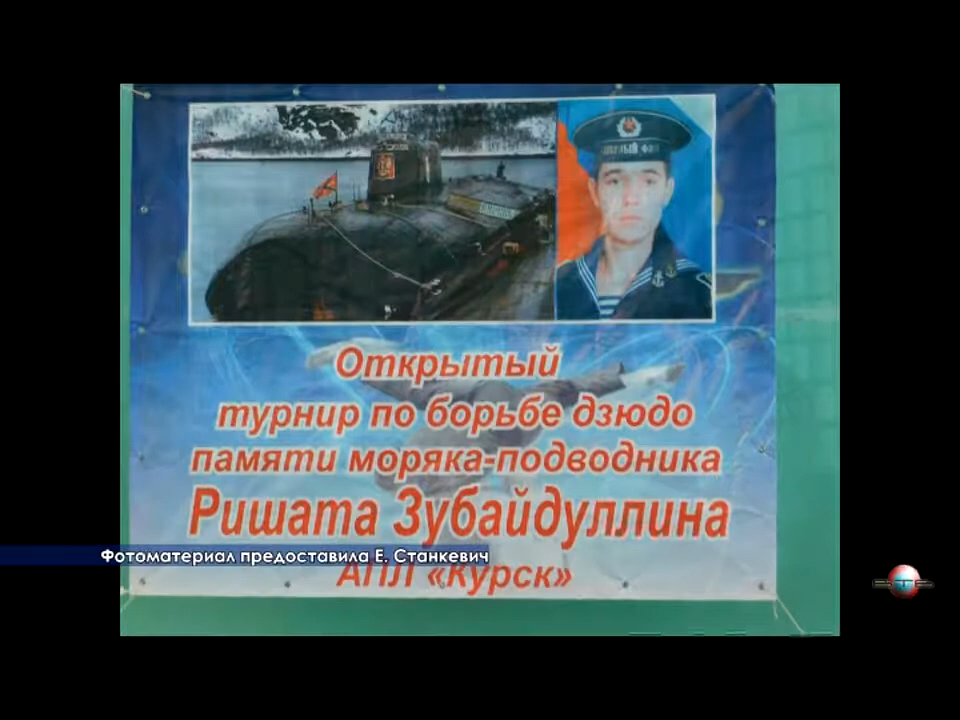 Открытый
турнир по борьбе дзюдо
памяти моряка-подводника
Ришата Зубайдуллина
Фотоматериал предоставила Е. Станкевич
АПЛ «Курск»